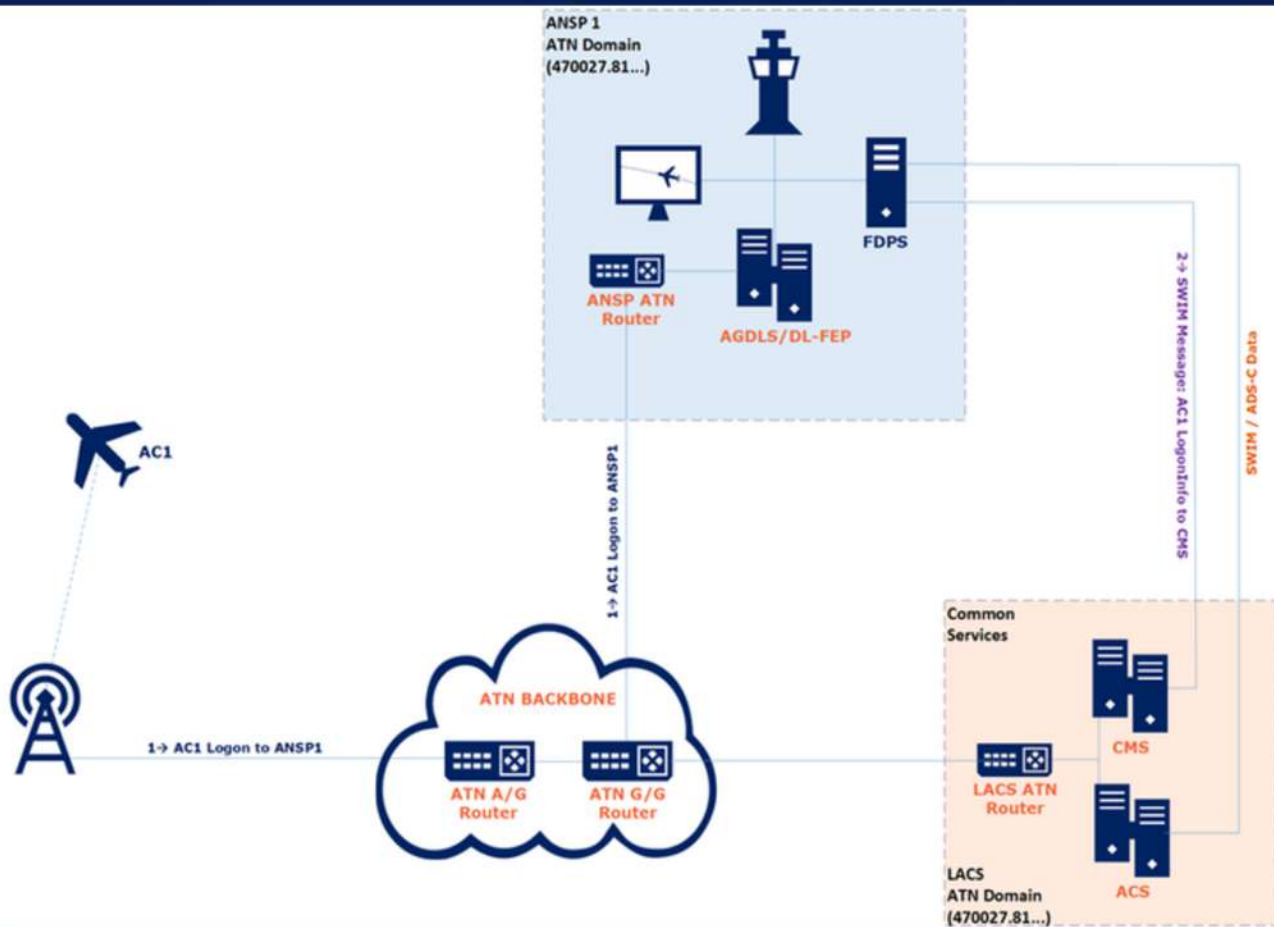 ANSP 1
ATN Domain
(470027.81...)
FDPS
ANSP ATN
Router
AGDLS/DL-FEP
2→ SWIM Message: AC1 LogonInfo to CMS
SWIM / ADS-C Data
AC1
1→ AC1 Logon to ANSP1
Common
Services
ATN BACKBONE
1→ AC1 Logon to ANSP1
CMS
ATN A/G
Router
ATN G/G
Router
LACS ATN
Router
LACS
ATN Domain
(470027.81...)
ACS